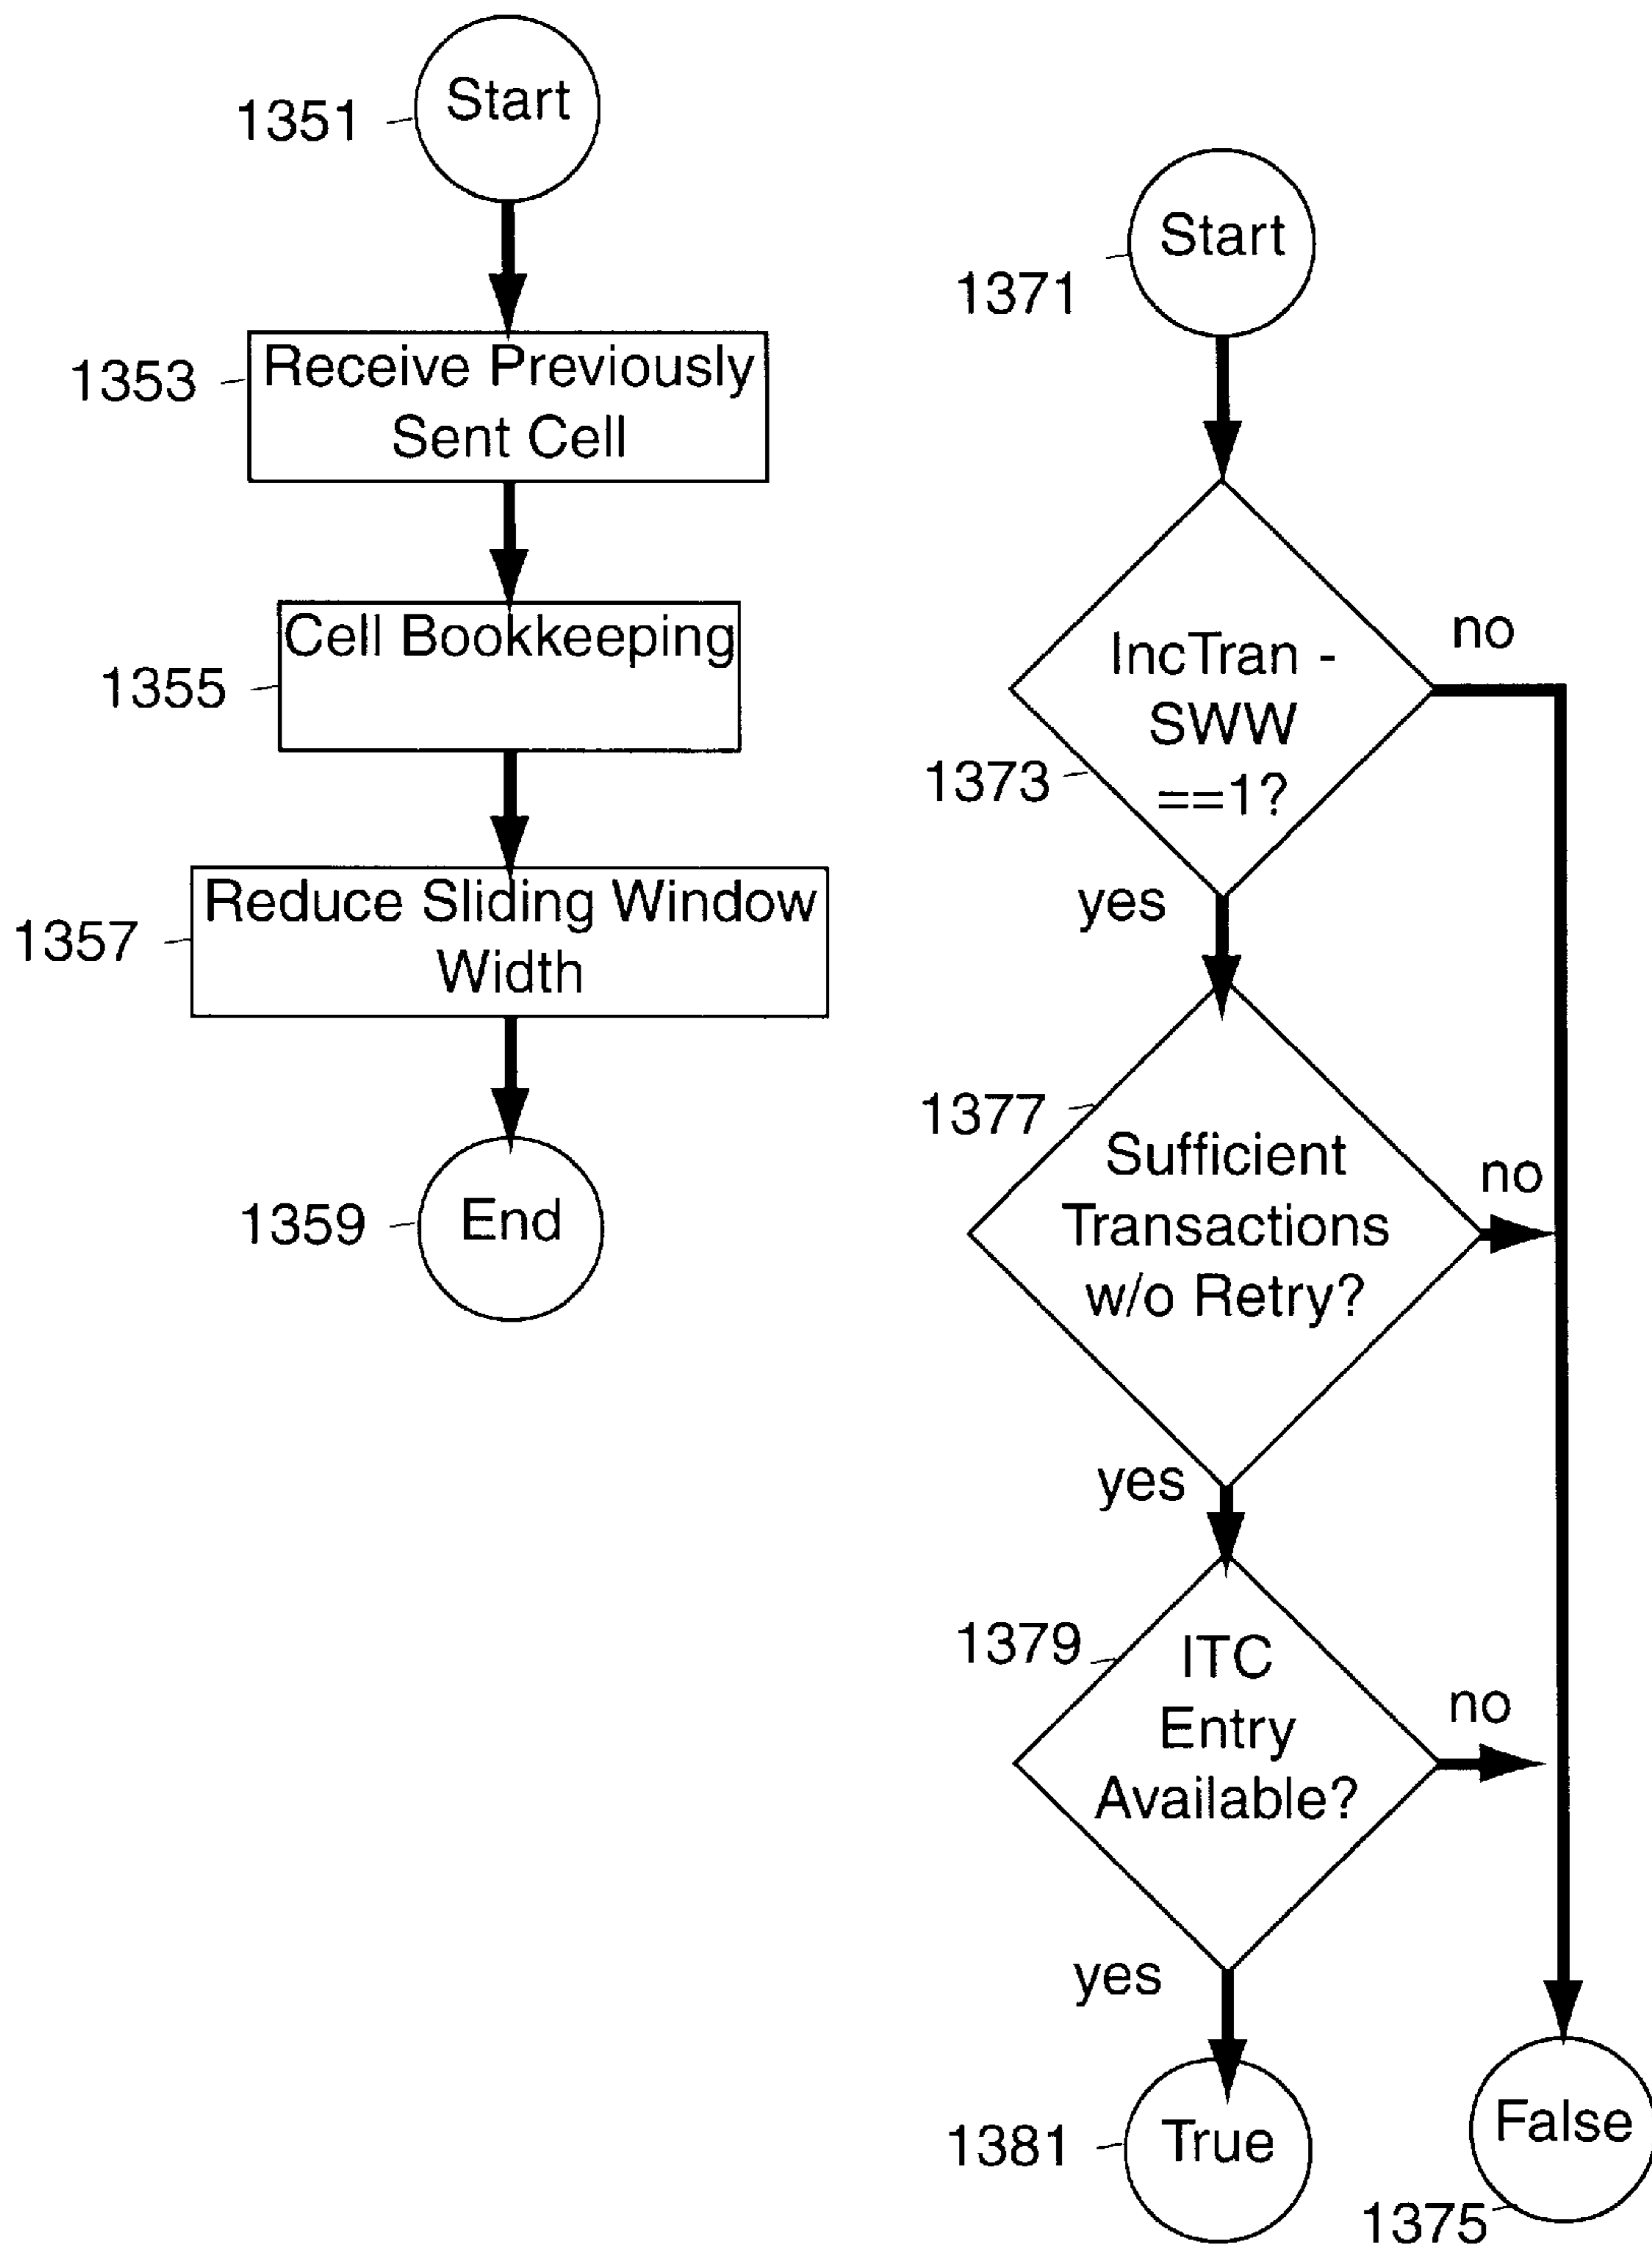 Start
1351
1353
Receive Previously
Sent Cell
Cell Bookkeeping
1355
Reduce Sliding Window
Width
1357
End
1359
Start
1371
IncTran -
SWW
==1?
no
1373
yes
1377
Sufficient
Transactions
w/o Retry?
no
yes
1379
ITC
Entry
Available?
no
yes
True
1381
False
1375